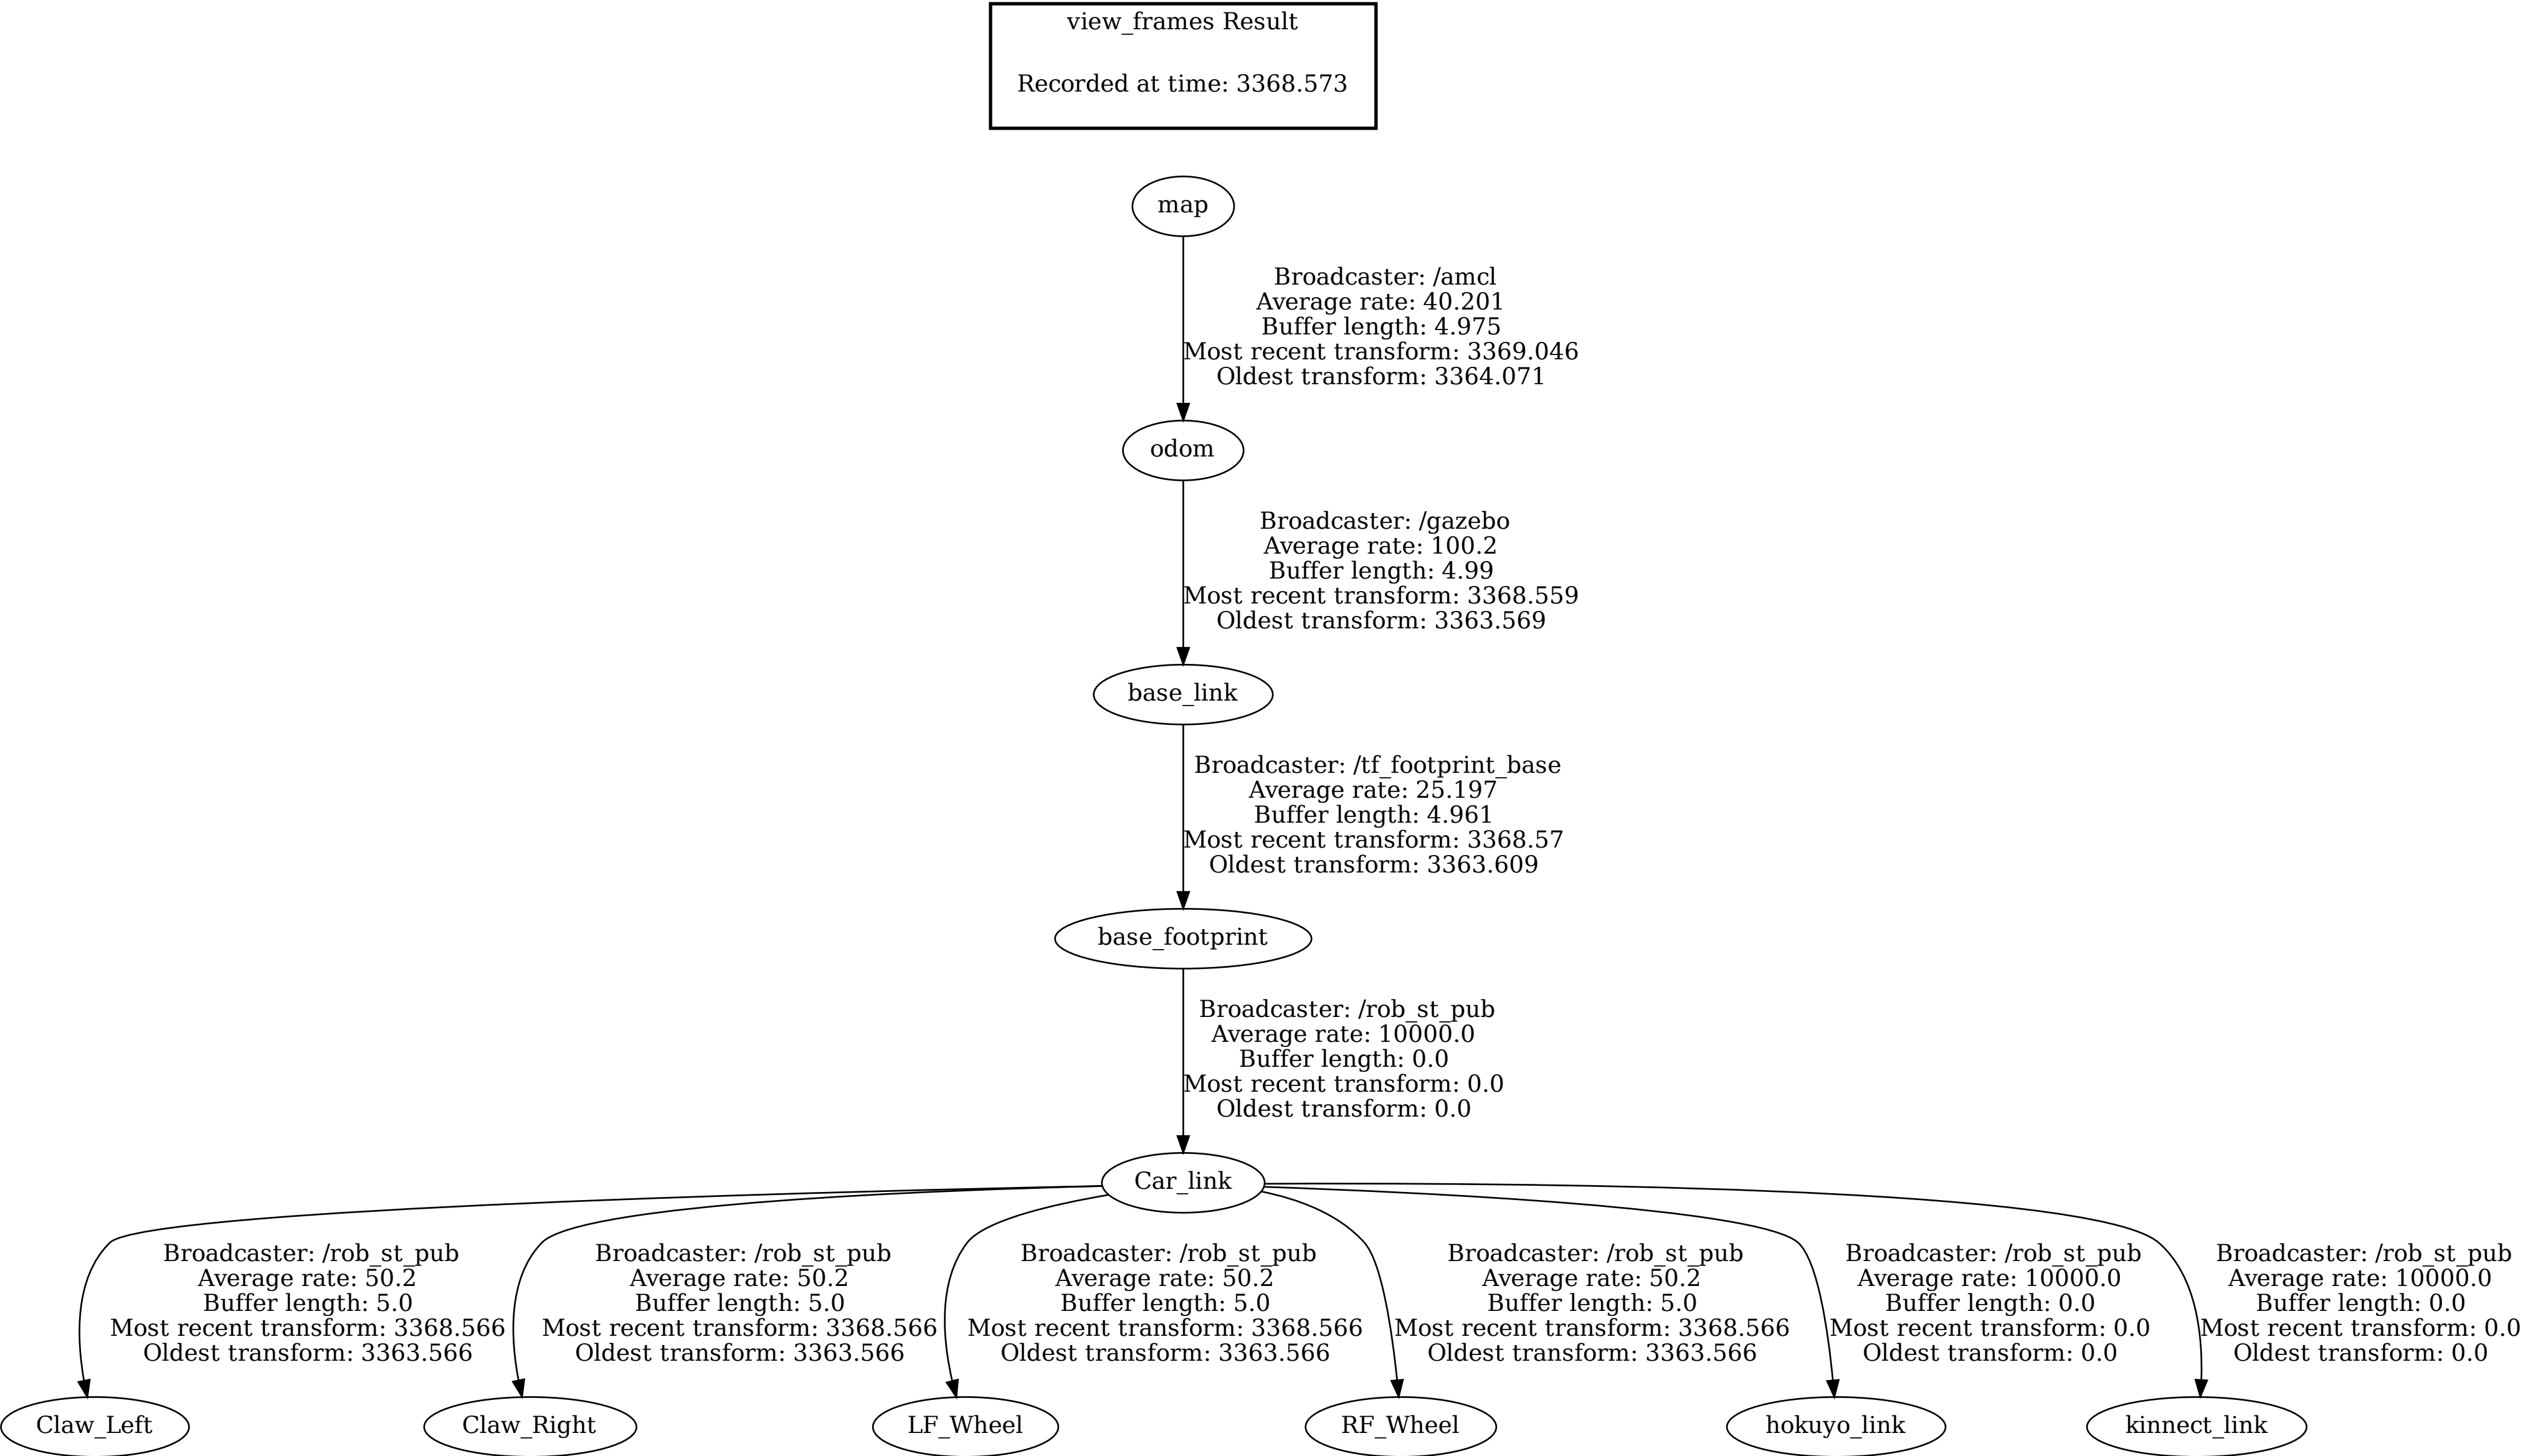 view_frames Result
Recorded at time: 3368.573
map
Broadcaster: /amcl
Average rate: 40.201
Buffer length: 4.975
Most recent transform: 3369.046
Oldest transform: 3364.071
odom
Broadcaster: /gazebo
Average rate: 100.2
Buffer length: 4.99
Most recent transform: 3368.559
Oldest transform: 3363.569
base_link
Broadcaster: /tf_footprint_base
Average rate: 25.197
Buffer length: 4.961
Most recent transform: 3368.57
Oldest transform: 3363.609
base_footprint
Broadcaster: /rob_st_pub
Average rate: 10000.0
Buffer length: 0.0
Most recent transform: 0.0
Oldest transform: 0.0
Car_link
Broadcaster: /rob_st_pub
Average rate: 50.2
Buffer length: 5.0
Most recent transform: 3368.566
Oldest transform: 3363.566
Broadcaster: /rob_st_pub
Average rate: 50.2
Buffer length: 5.0
Most recent transform: 3368.566
Oldest transform: 3363.566
Broadcaster: /rob_st_pub
Average rate: 50.2
Buffer length: 5.0
Most recent transform: 3368.566
Oldest transform: 3363.566
Broadcaster: /rob_st_pub
Average rate: 50.2
Buffer length: 5.0
Most recent transform: 3368.566
Oldest transform: 3363.566
Broadcaster: /rob_st_pub
Average rate: 10000.0
Buffer length: 0.0
Most recent transform: 0.0
Oldest transform: 0.0
Broadcaster: /rob_st_pub
Average rate: 10000.0
Buffer length: 0.0
Most recent transform: 0.0
Oldest transform: 0.0
Claw_Left
Claw_Right
LF_Wheel
RF_Wheel
hokuyo_link
kinnect_link